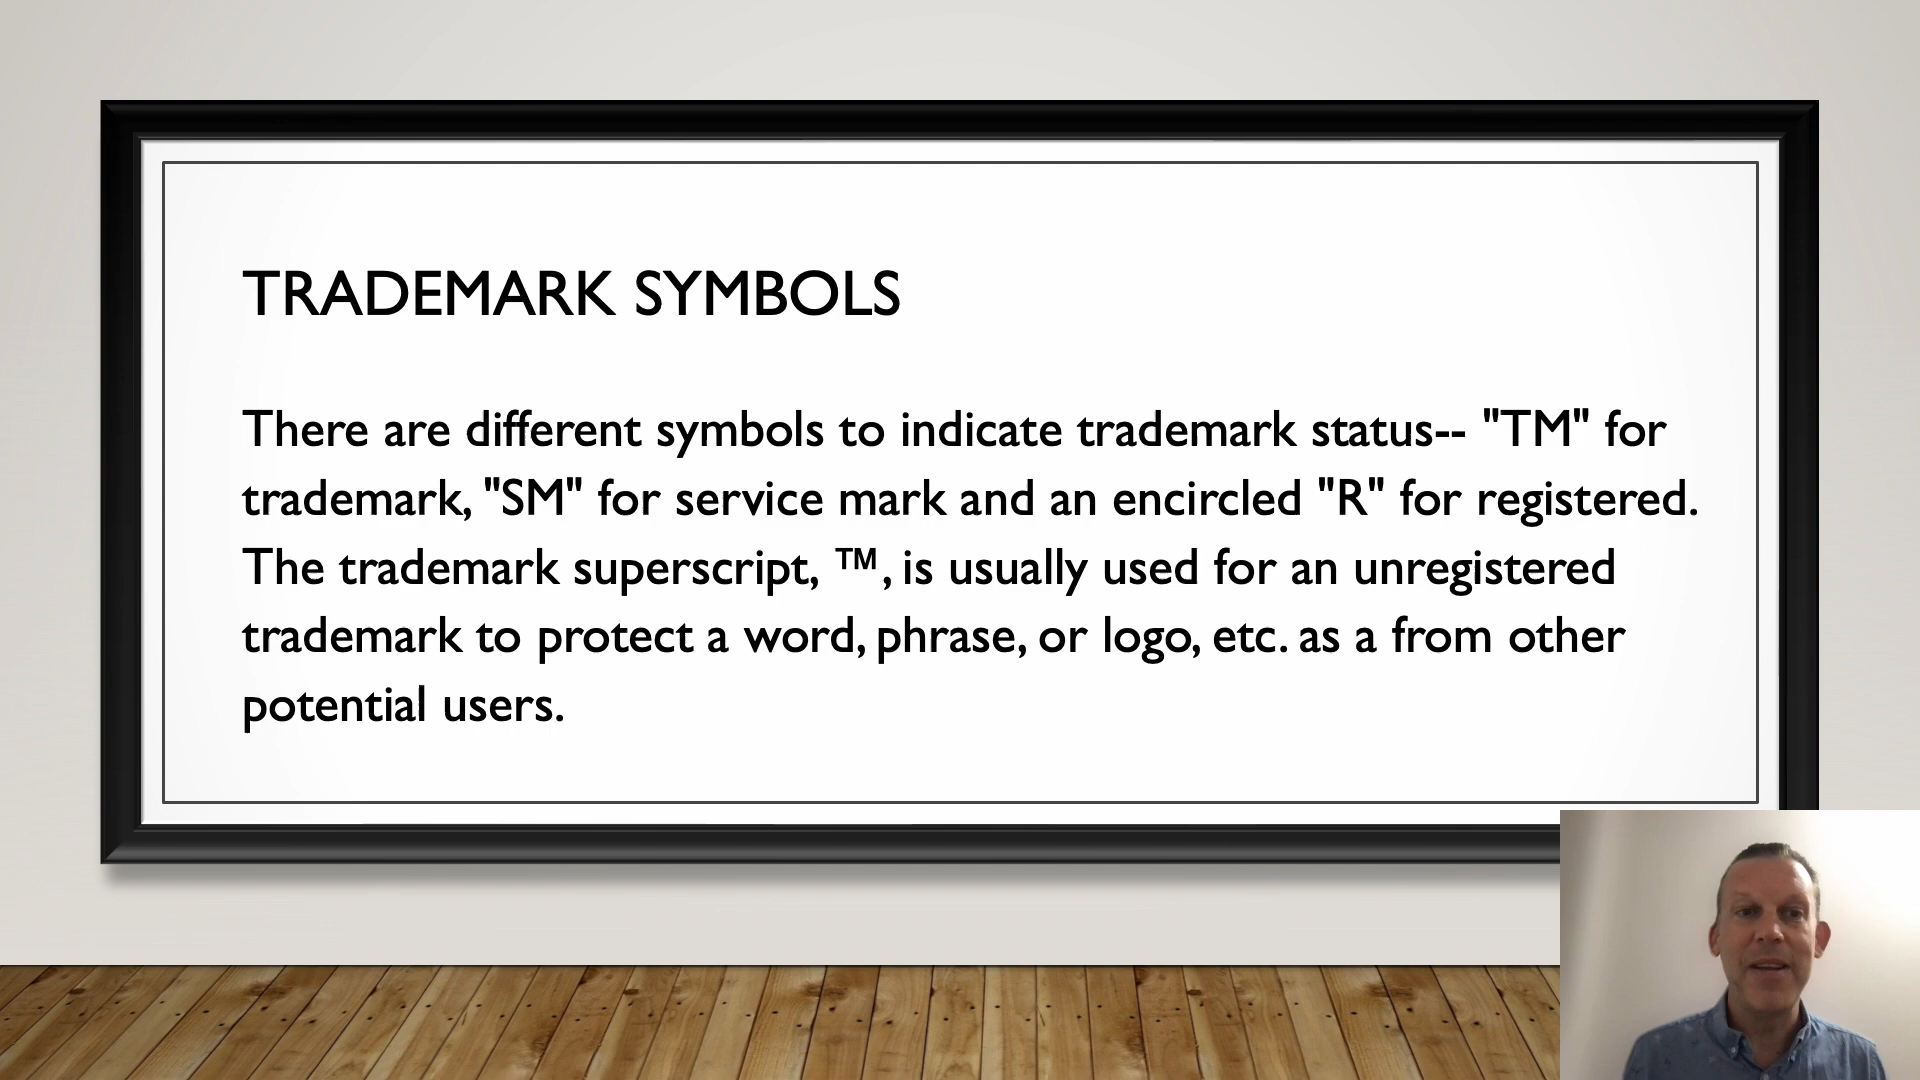 TRADEMARK SYMBOLS
There are different symbols to indicate trademark status-- "TM" for
trademark, "SM" for service mark and an encircled "R" for registered.
The trademark superscript, ™, is usually used for an unregistered
trademark to protect a word, phrase, or logo, etc. as a from other
potential users.